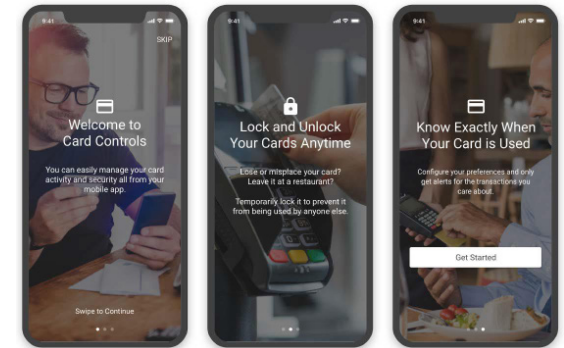 9:41
SKIP
Welcome to
Card Controls
You can easily manage your card
activity and security all from your
mobile app.
Swipe to Continue
9:41
Lock and Unlock
Your Cards Anytime
Lose or misplace your card?
Leave it at a restaurant?
Temporarily lock it to prevent it
from being used by anyone else.
9:41
Know Exactly When
Your Card is Used
Configure your preferences and only
get alerts for the transactions you
care about.
Get Started